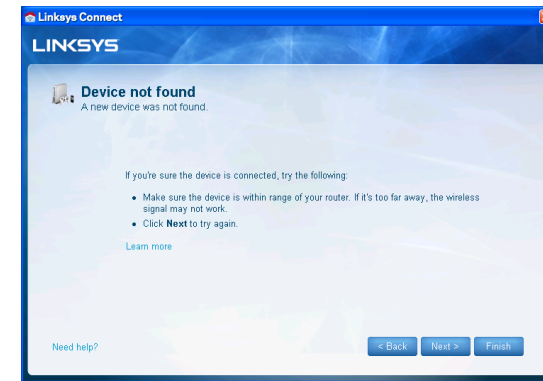 Linksys Connect
LINKSYS
Device not found
A new device was not found.
If you're sure the device is connected, try the following:
• Make sure the device is within range of your router. If it's too far away, the wireless
signal may not work.
• Click Next to try again.
Learn more
Need help?
< Back Next > Finish